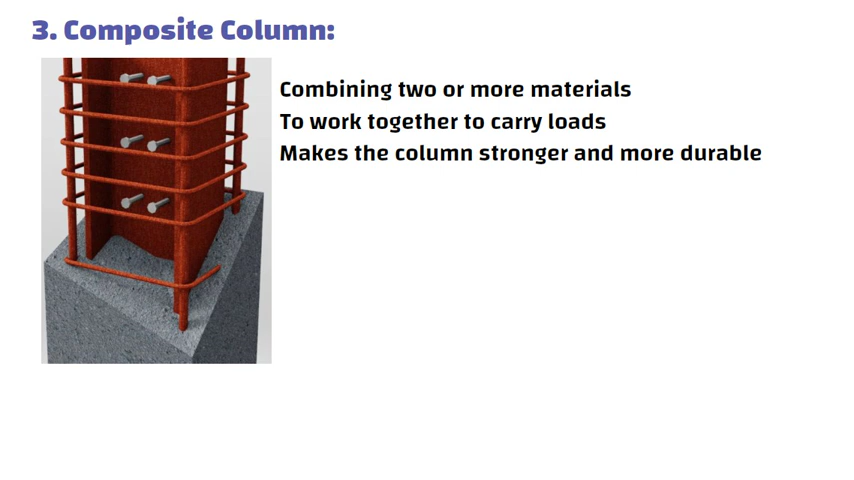 3. Composite Column:
Combining two or more materials
To work together to carry loads
Makes the column stronger and more durable